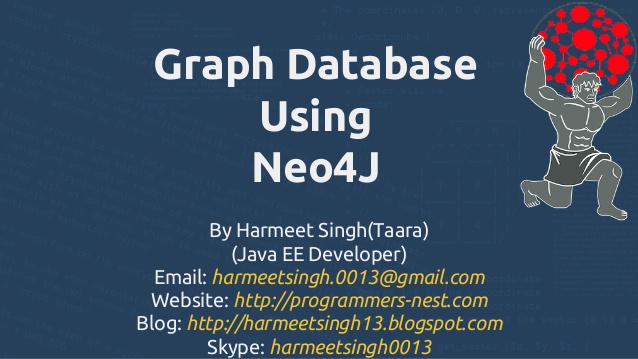 Graph Database
Using
Neo4J
By Harmeet Singh(Taara)
(Java EE Developer)
Email: harmeetsingh.0013@gmail.com
Website: http://programmers-nest.com
Blog: http://harmeetsingh13.blogspot.com
Skype: harmeetsingh0013